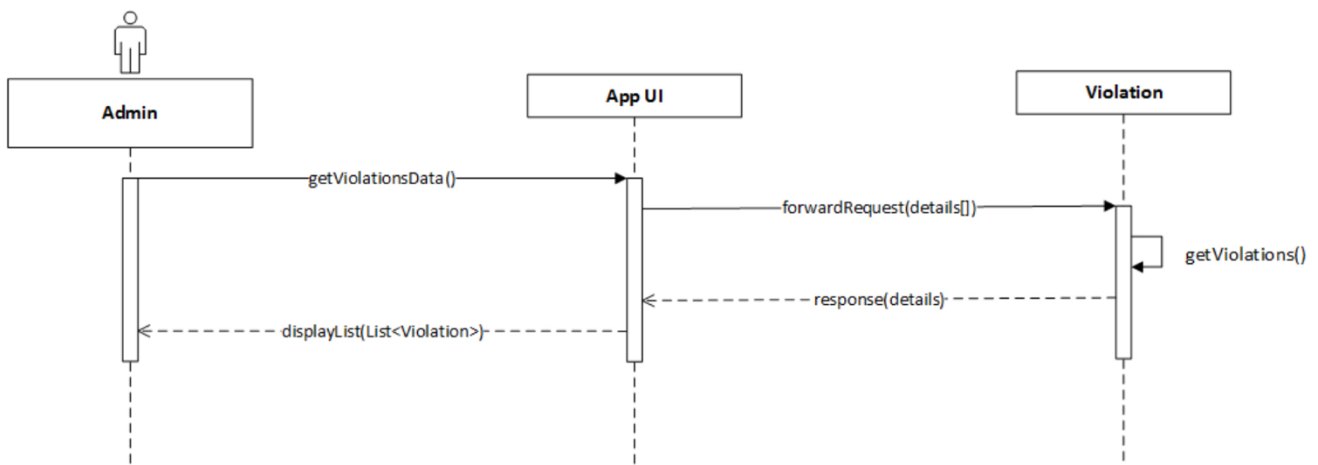 Admin
App UI
Violation
getViolationsData()
forwardRequest(details[])
getViolations()
response(details)
displayList(List<Violation>)